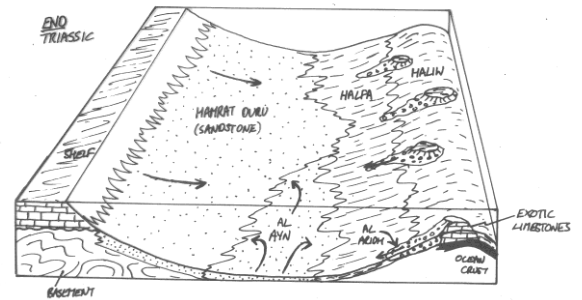 END
TRIASSIC
SHELF
HAMRAT DURU
(SANDSTONE)
HALFA
HALIW
AL
AYN
AL
ARIDH
EXOTIC
LIMESTONES
OCEAN
CRUST
BASEMENT